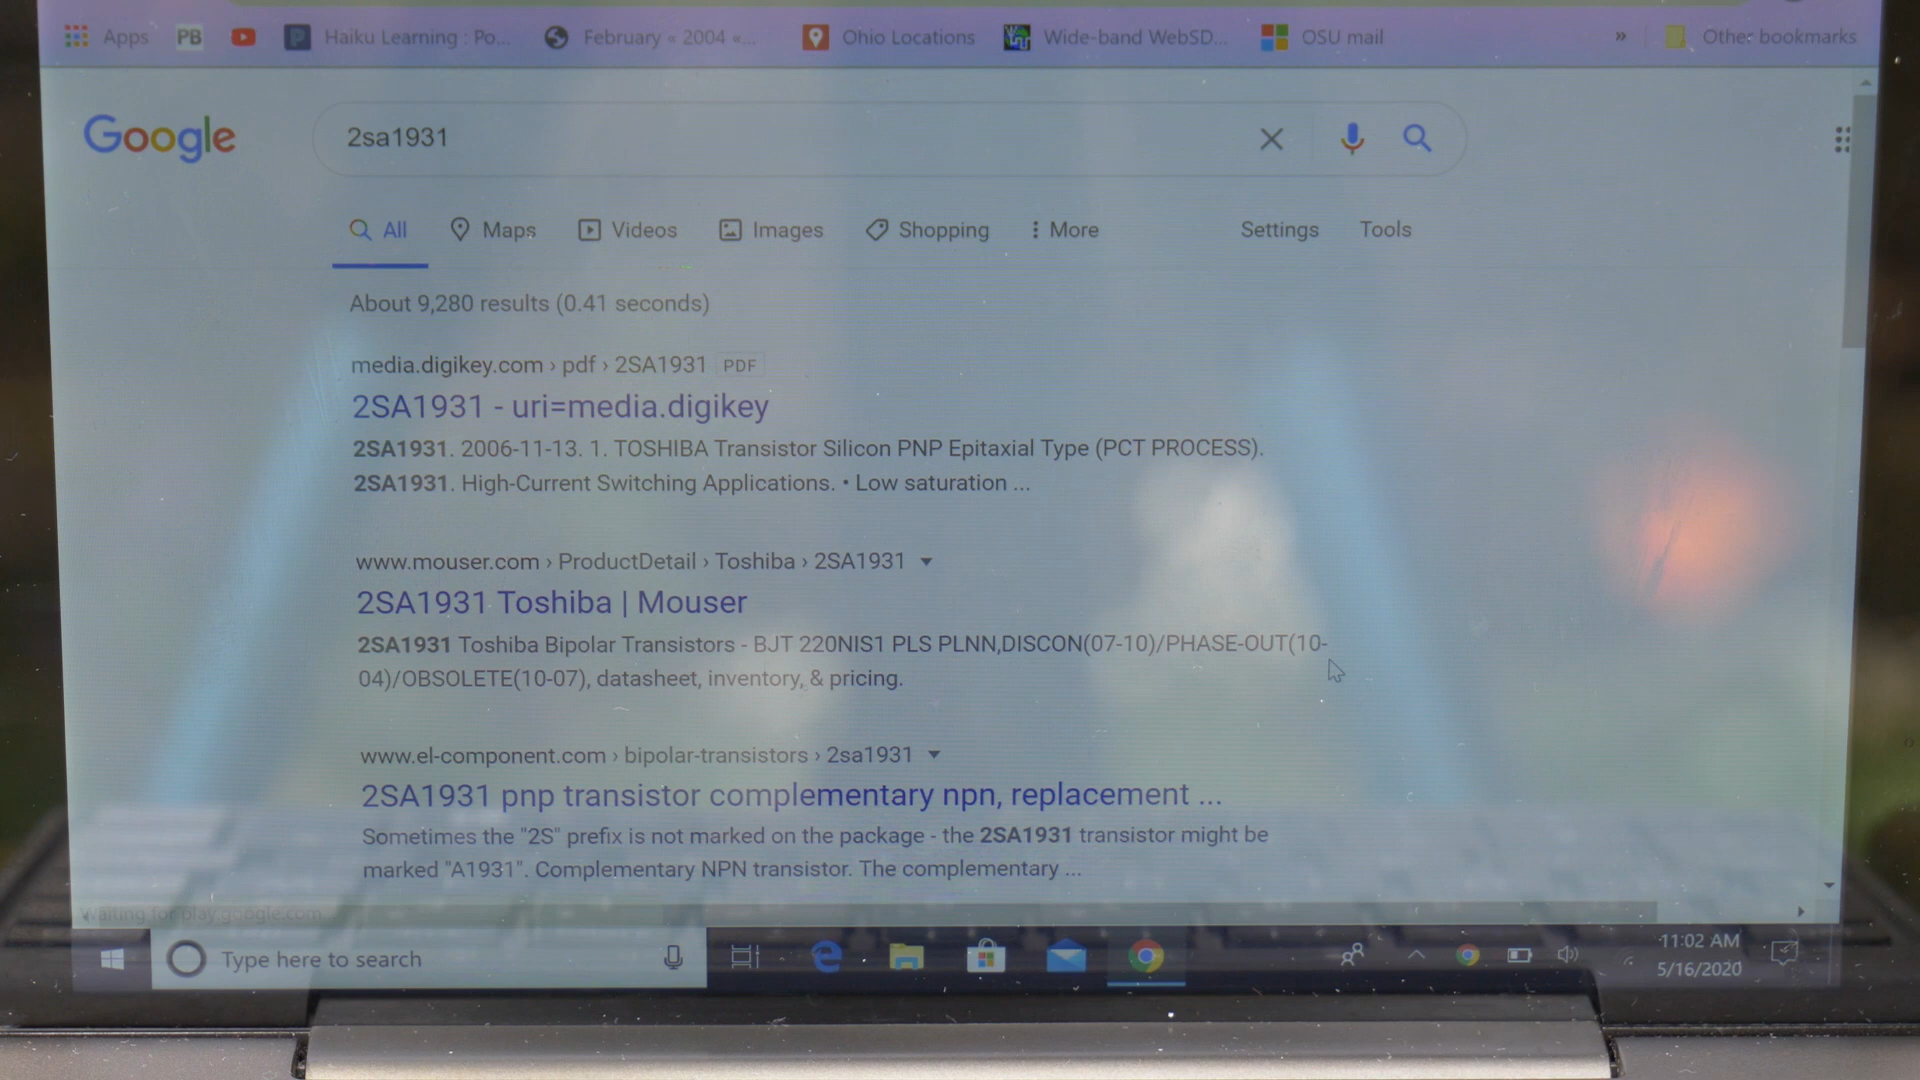 Apps PB Haiku Learning : Po... February « 2004 «... Ohio Locations Wide-band WebSD... OSU mail » Other bookmarks
Google 2sa1931
All Maps Videos Images Shopping More Settings Tools
About 9,280 results (0.41 seconds)
media.digikey.com › pdf › 2SA1931 PDF
2SA1931 - uri=media.digikey
2SA1931. 2006-11-13. 1. TOSHIBA Transistor Silicon PNP Epitaxial Type (PCT PROCESS).
2SA1931. High-Current Switching Applications. • Low saturation ...
www.mouser.com › ProductDetail › Toshiba › 2SA1931
2SA1931 Toshiba | Mouser
2SA1931 Toshiba Bipolar Transistors - BJT 220NIS1 PLS PLNN,DISCON(07-10)/PHASE-OUT(10-
04)/OBSOLETE(10-07), datasheet, inventory, & pricing.
www.el-component.com › bipolar-transistors › 2sa1931
2SA1931 pnp transistor complementary npn, replacement ...
Sometimes the "2S" prefix is not marked on the package - the 2SA1931 transistor might be
marked "A1931". Complementary NPN transistor. The complementary ...
Waiting for play.google.com
Type here to search
11:02 AM
5/16/2020